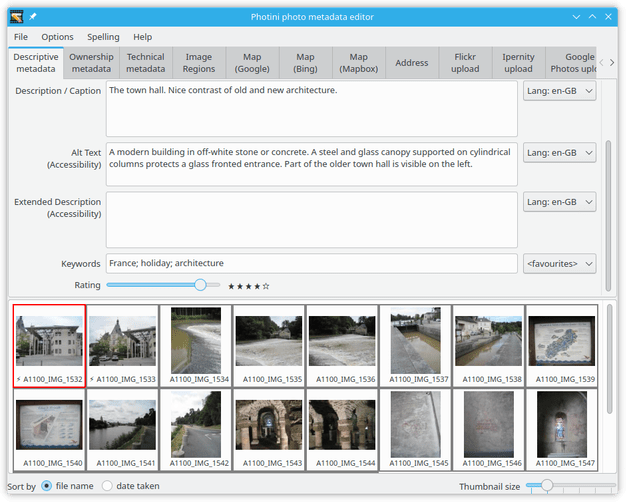 Photini photo metadata editor
File Options Spelling Help
Descriptive metadata
Ownership metadata
Technical metadata
Image Regions
Map (Google)
Map (Bing)
Map (Mapbox)
Address
Flickr upload
Ipernity upload
Google Photos uplo
Description / Caption
The town hall. Nice contrast of old and new architecture.
Lang: en-GB
Alt Text (Accessibility)
A modern building in off-white stone or concrete. A steel and glass canopy supported on cylindrical
columns protects a glass fronted entrance. Part of the older town hall is visible on the left.
Lang: en-GB
Extended Description (Accessibility)
Lang: en-GB
Keywords
France; holiday; architecture
<favourites>
Rating
★★★★☆
A1100_IMG_1532
A1100_IMG_1533
A1100_IMG_1534
A1100_IMG_1535
A1100_IMG_1536
A1100_IMG_1537
A1100_IMG_1538
A1100_IMG_1539
A1100_IMG_1540
A1100_IMG_1541
A1100_IMG_1542
A1100_IMG_1543
A1100_IMG_1544
A1100_IMG_1545
A1100_IMG_1546
A1100_IMG_1547
Sort by file name date taken
Thumbnail size